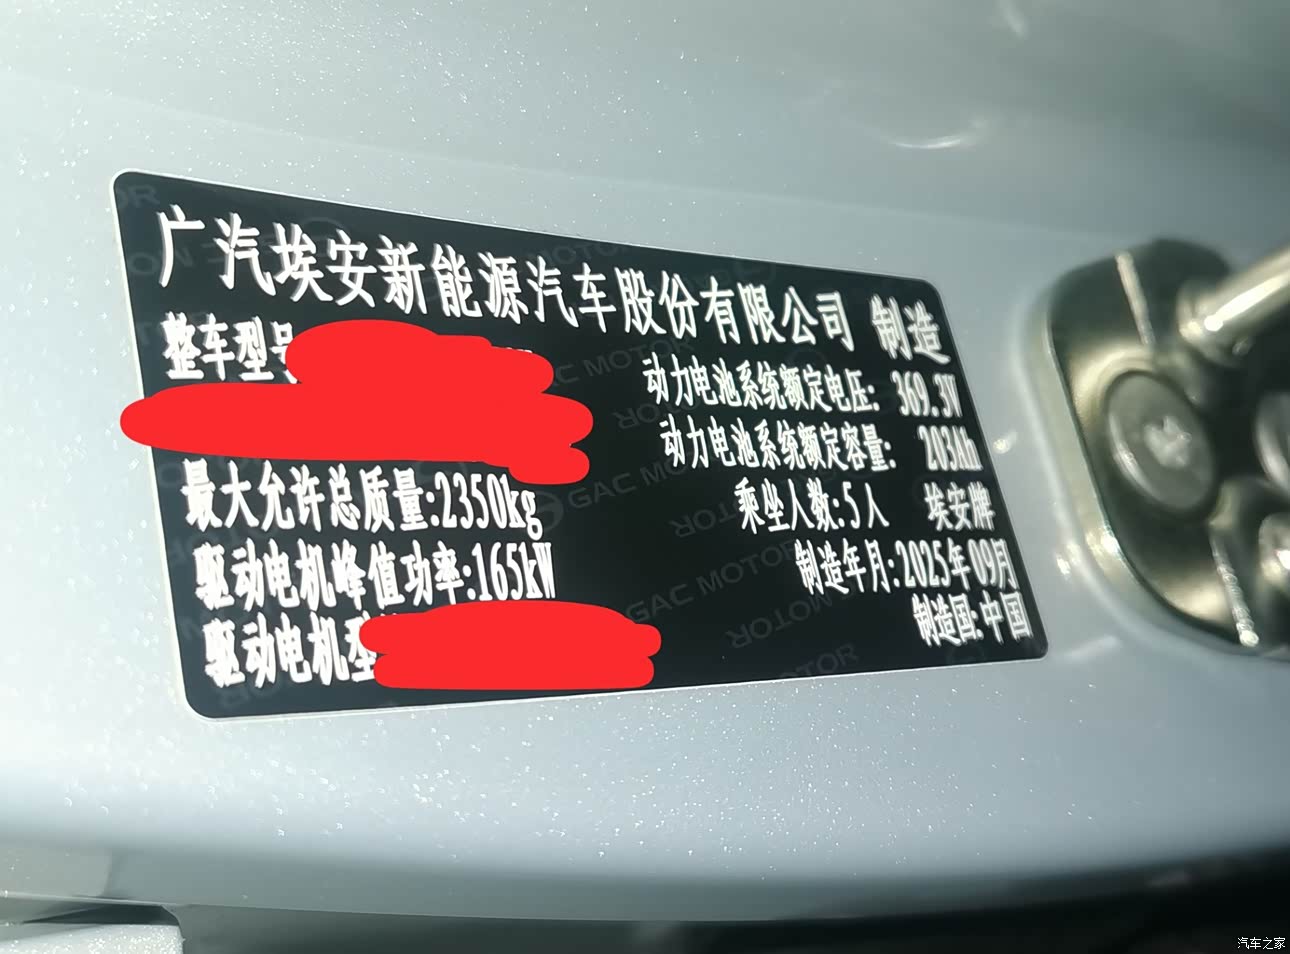 广汽埃安新能源汽车股份有限公司 制造
整车型号
动力电池系统额定电压: 369.3V
动力电池系统额定容量: 203Ah
最大允许总质量:2350kg
乘坐人数:5人 埃安牌
驱动电机峰值功率:165kW
制造年月:2025年09月
驱动电机型
制造国:中国
GAC MOTOR
汽车之家